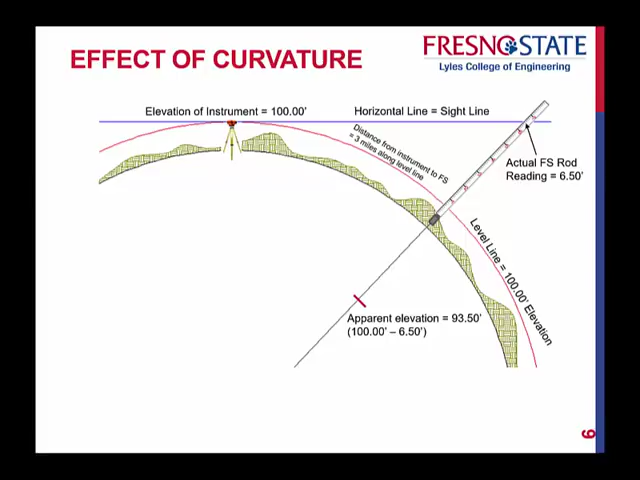 EFFECT OF CURVATURE
FRESNO STATE
Lyles College of Engineering
Elevation of Instrument = 100.00'
Horizontal Line = Sight Line
Distance from instrument to FS
= 3 miles along level line
Actual FS Rod
Reading = 6.50'
Level Line = 100.00' Elevation
Apparent elevation = 93.50'
(100.00' – 6.50')
6